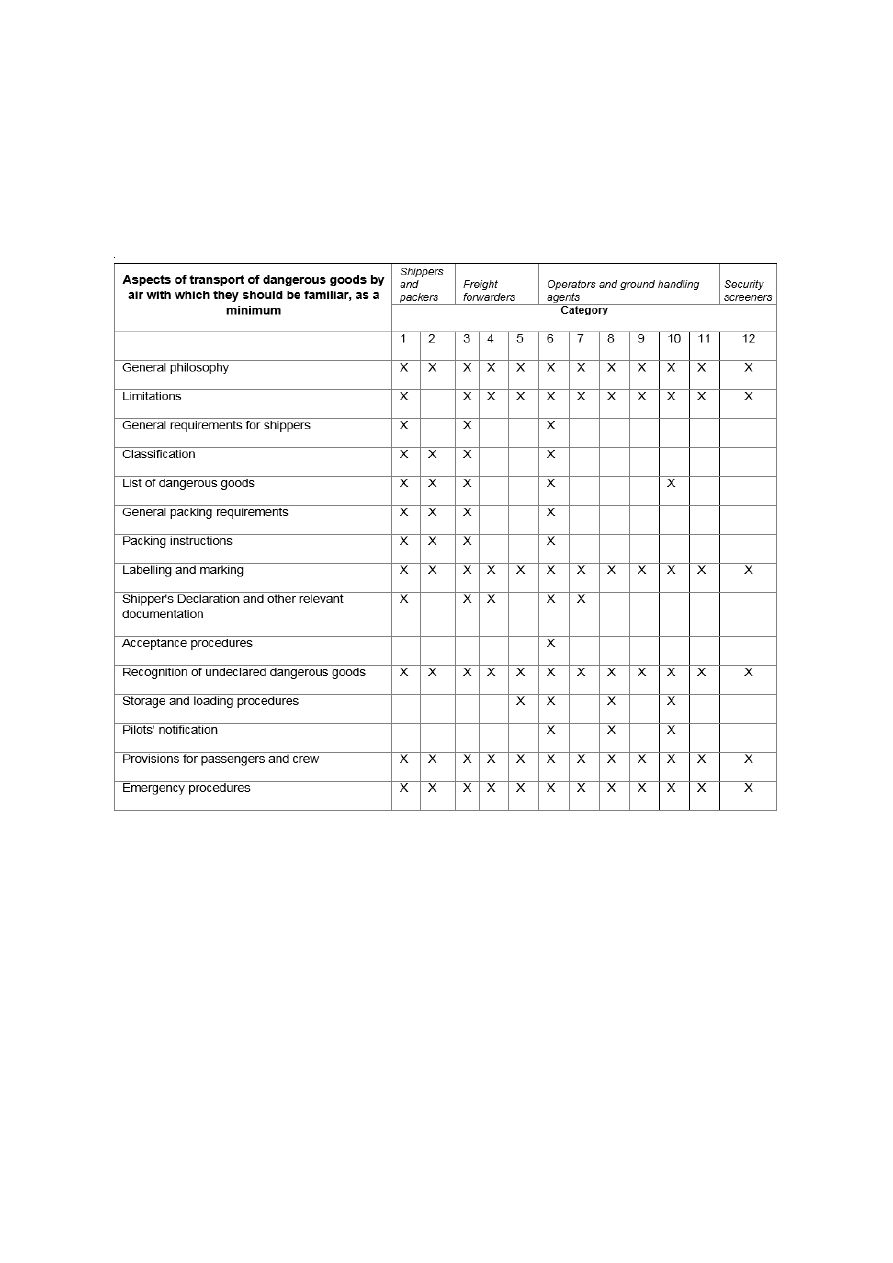 Aspects of transport of dangerous goods by
air with which they should be familiar, as a
minimum
Shippers
and
packers
Freight
forwarders
Operators and ground handling
agents
Security
screeners
Category
1 2 3 4 5 6 7 8 9 10 11 12
General philosophy X X X X X X X X X X X X
Limitations X X X X X X X X X X X
General requirements for shippers X X X
Classification X X X X
List of dangerous goods X X X X X
General packing requirements X X X X
Packing instructions X X X X
Labelling and marking X X X X X X X X X X X X
Shipper's Declaration and other relevant
documentation
X X X X X
Acceptance procedures X
Recognition of undeclared dangerous goods X X X X X X X X X X X X
Storage and loading procedures X X X X
Pilots' notification X X X
Provisions for passengers and crew X X X X X X X X X X X X
Emergency procedures X X X X X X X X X X X X